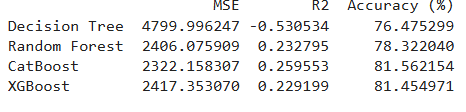 MSE R2 Accuracy (%)
Decision Tree 4799.996247 -0.530534 76.475299
Random Forest 2406.075909 0.232795 78.322040
CatBoost 2322.158307 0.259553 81.562154
XGBoost 2417.353070 0.229199 81.454971